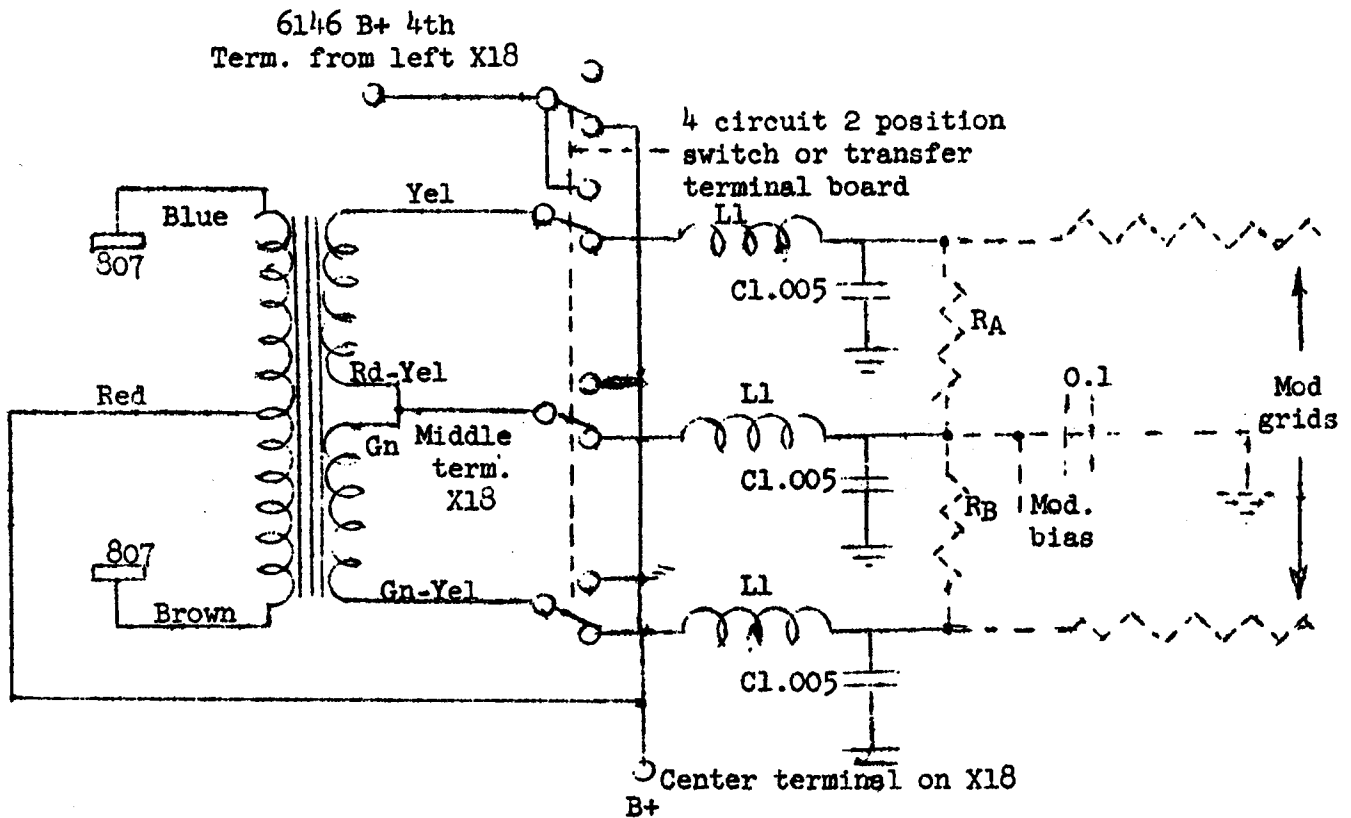 6146 B+ 4th
Term. from left X18
4 circuit 2 position
switch or transfer
terminal board
Blue
Yel
L1
807
C1.005
RA
Rd-Yel
0.1
Red
L1
Mod
grids
Gn
Middle
term.
X18
C1.005
RB
Mod.
bias
807
Gn-Yel
L1
Brown
C1.005
Center terminal on X18
B+